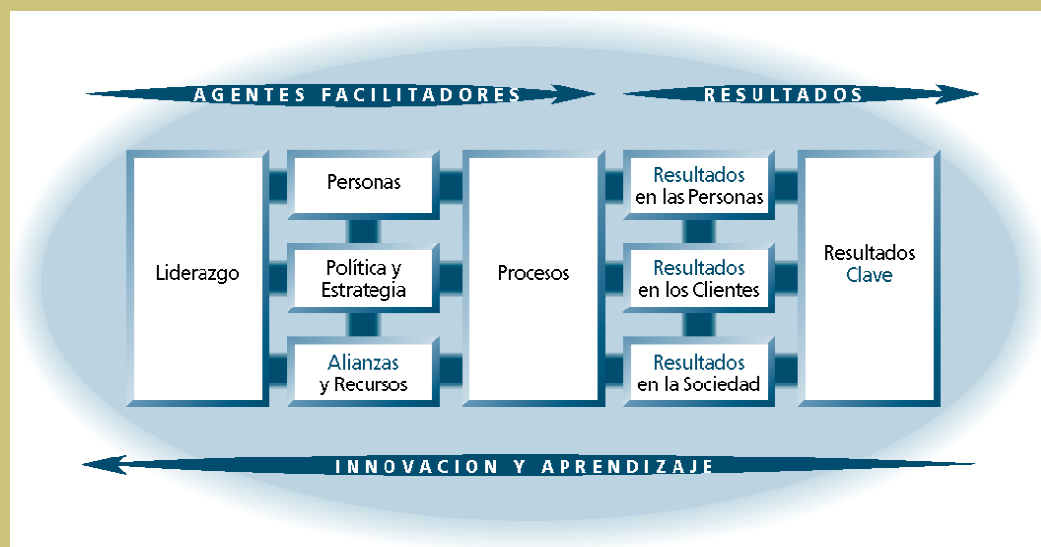 AGENTES FACILITADORES
RESULTADOS
Liderazgo
Personas
Política y
Estrategia
Alianzas
y Recursos
Procesos
Resultados
en las Personas
Resultados
en los Clientes
Resultados
en la Sociedad
Resultados
Clave
INNOVACION Y APRENDIZAJE